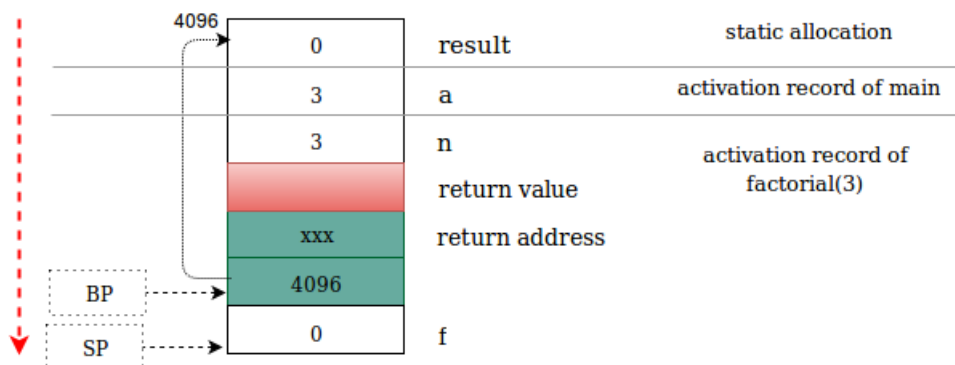 4096
0
result
static allocation
3
a
activation record of main
3
n
activation record of
factorial(3)
return value
xxx
return address
BP
4096
SP
0
f